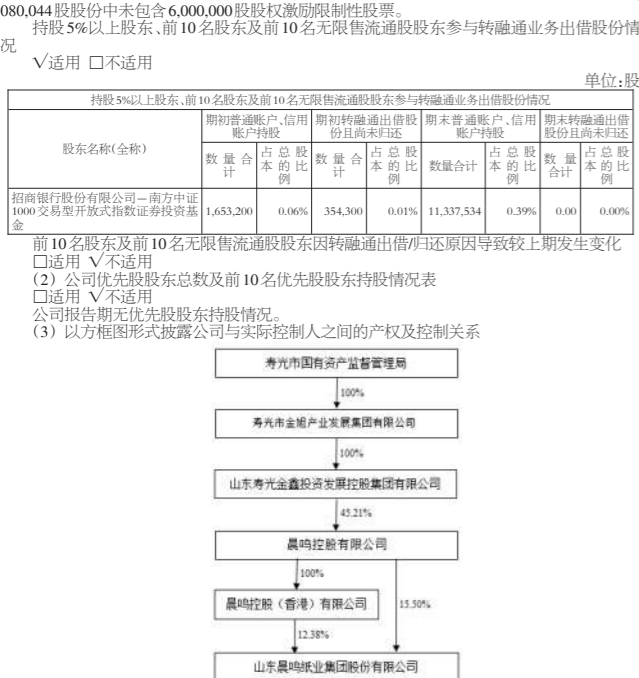 080,044股股份中未包含6,000,000股股权激励限制性股票。
持股5%以上股东、前10名股东及前10名无限售流通股股东参与转融通业务出借股份情
况
√适用 □不适用
单位:股
持股5%以上股东、前10名股东及前10名无限售流通股股东参与转融通业务出借股份情况
股东名称(全称)
期初普通账户、信用账户持股
期初转融通出借股份且尚未归还
期末普通账户、信用账户持股
期末转融通出借股份且尚未归还
数量合计
占总股本的比例
数量合计
占总股本的比例
数量合计
占总股本的比例
数量合计
占总股本的比例
招商银行股份有限公司－南方中证
1000交易型开放式指数证券投资基
金
1,653,200 0.06% 354,300 0.01% 11,337,534 0.39% 0.00 0.00%
前10名股东及前10名无限售流通股股东因转融通出借/归还原因导致较上期发生变化
□适用 √不适用
(2) 公司优先股股东总数及前10名优先股股东持股情况表
□适用 √不适用
公司报告期无优先股股东持股情况。
(3) 以方框图形式披露公司与实际控制人之间的产权及控制关系
寿光市国有资产监督管理局
100%
寿光市金旭产业发展集团有限公司
100%
山东寿光金鑫投资发展控股集团有限公司
45.21%
晨鸣控股有限公司
100%
晨鸣控股（香港）有限公司
15.50%
12.38%
山东晨鸣纸业集团股份有限公司